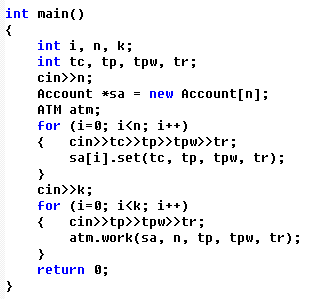 int main()
{
    int i, n, k;
    int tc, tp, tpw, tr;
    cin>>n;
    Account *sa = new Account[n];
    ATM atm;
    for (i=0; i<n; i++)
    {   cin>>tc>>tp>>tpw>>tr;
        sa[i].set(tc, tp, tpw, tr);
    }
    cin>>k;
    for (i=0; i<k; i++)
    {   cin>>tp>>tpw>>tr;
        atm.work(sa, n, tp, tpw, tr);
    }
    return 0;
}